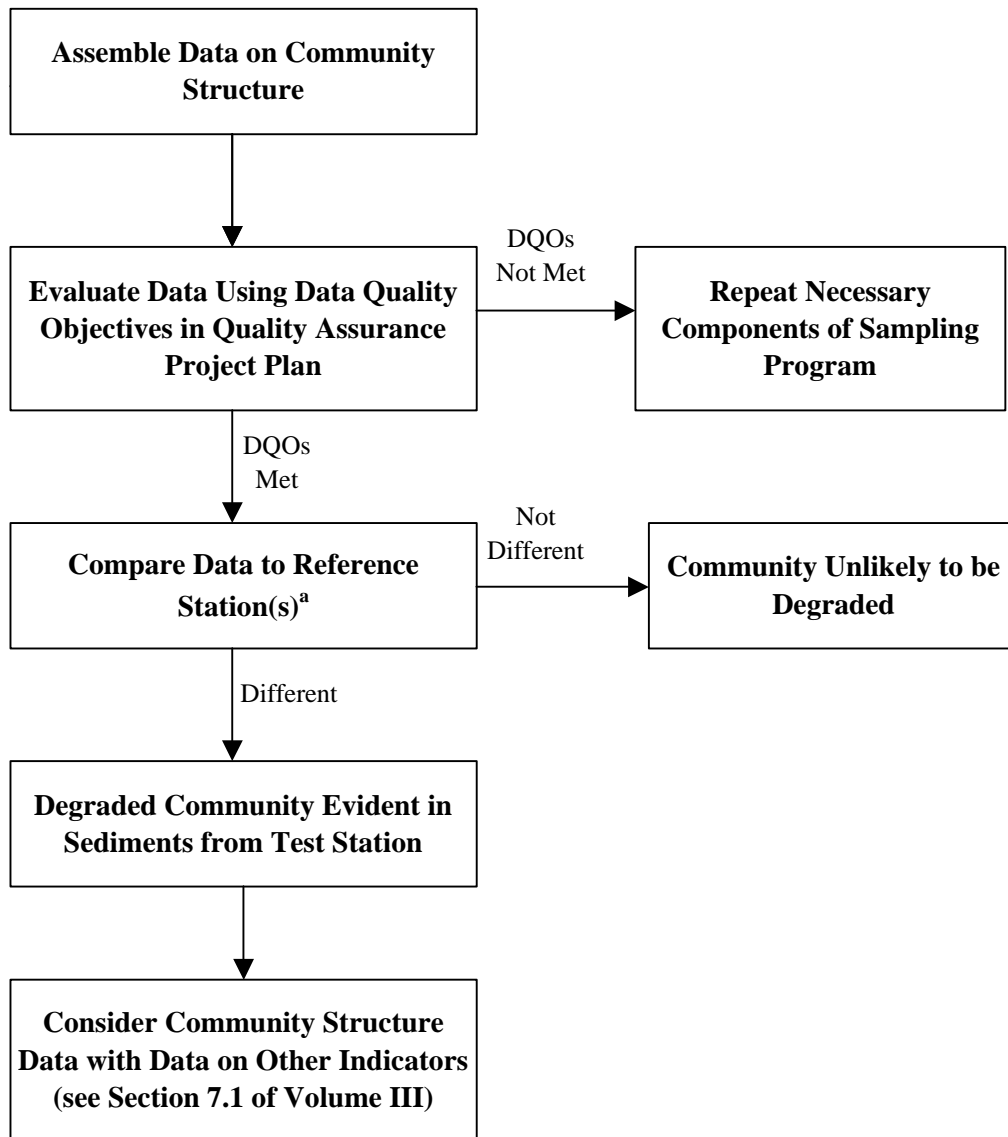 Assemble Data on Community
Structure
DQOs
Not Met
Evaluate Data Using Data Quality
Objectives in Quality Assurance
Project Plan
Repeat Necessary
Components of Sampling
Program
DQOs
Met
Not
Different
Compare Data to Reference
Station(s)a
Community Unlikely to be
Degraded
Different
Degraded Community Evident in
Sediments from Test Station
Consider Community Structure
Data with Data on Other Indicators
(see Section 7.1 of Volume III)